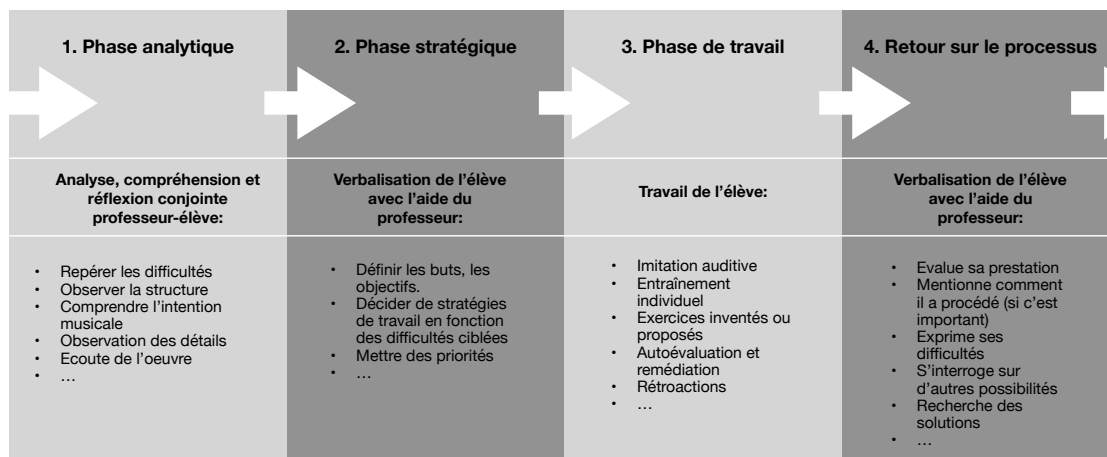 1. Phase analytique
2. Phase stratégique
3. Phase de travail
4. Retour sur le processus
Analyse, compréhension et
réflexion conjointe
professeur-élève:
Verbalisation de l’élève
avec l’aide du
professeur:
Travail de l’élève:
Verbalisation de l’élève
avec l’aide du
professeur:
• Repérer les difficultés
• Observer la structure
• Comprendre l’intention
musicale
• Observation des détails
• Ecoute de l’oeuvre
• …
• Définir les buts, les
objectifs.
• Décider de stratégies
de travail en fonction
des difficultés ciblées
• Mettre des priorités
• …
• Imitation auditive
• Entraînement
individuel
• Exercices inventés ou
proposés
• Autoévaluation et
remédiation
• Rétroactions
• …
• Evalue sa prestation
• Mentionne comment
il a procédé (si c’est
important)
• Exprime ses
difficultés
• S’interroge sur
d’autres possibilités
• Recherche des
solutions
• …